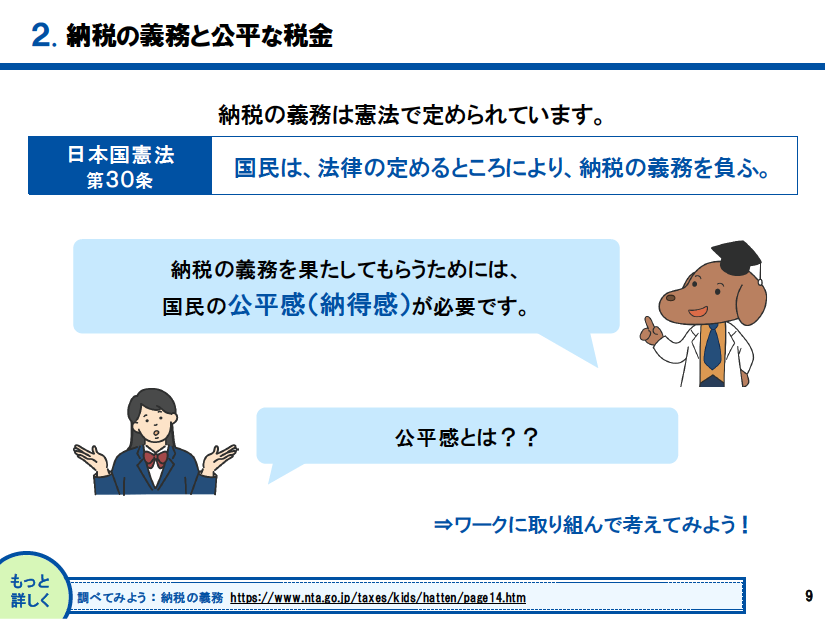 2. 納税の義務と公平な税金
納税の義務は憲法で定められています。
日本国憲法
第30条
国民は、法律の定めるところにより、納税の義務を負ふ。
納税の義務を果たしてもらうためには、
国民の公平感(納得感)が必要です。
公平感とは？？
⇒ワークに取り組んで考えてみよう！
もっと
詳しく
調べてみよう：納税の義務 https://www.nta.go.jp/taxes/kids/hatten/page14.htm
9